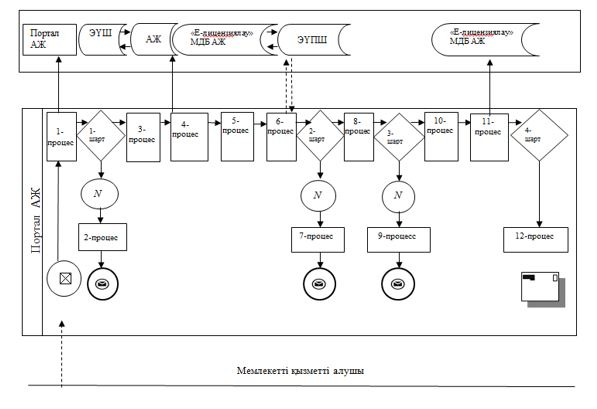 Портал АЖ
ЭҮШ
АЖ
«Е-лицензиялау» МДБ АЖ
ЭҮПШ
«Е-лицензиялау» МДБ АЖ
Портал АЖ
1-процес
1-шарт
3-процес
4-процес
5-процес
6-процес
2-шарт
8-процес
3-шарт
10-процес
11-процес
4-шарт
N
N
N
2-процес
7-процес
9-процесс
12-процес
Мемлекетті қызметті алушы